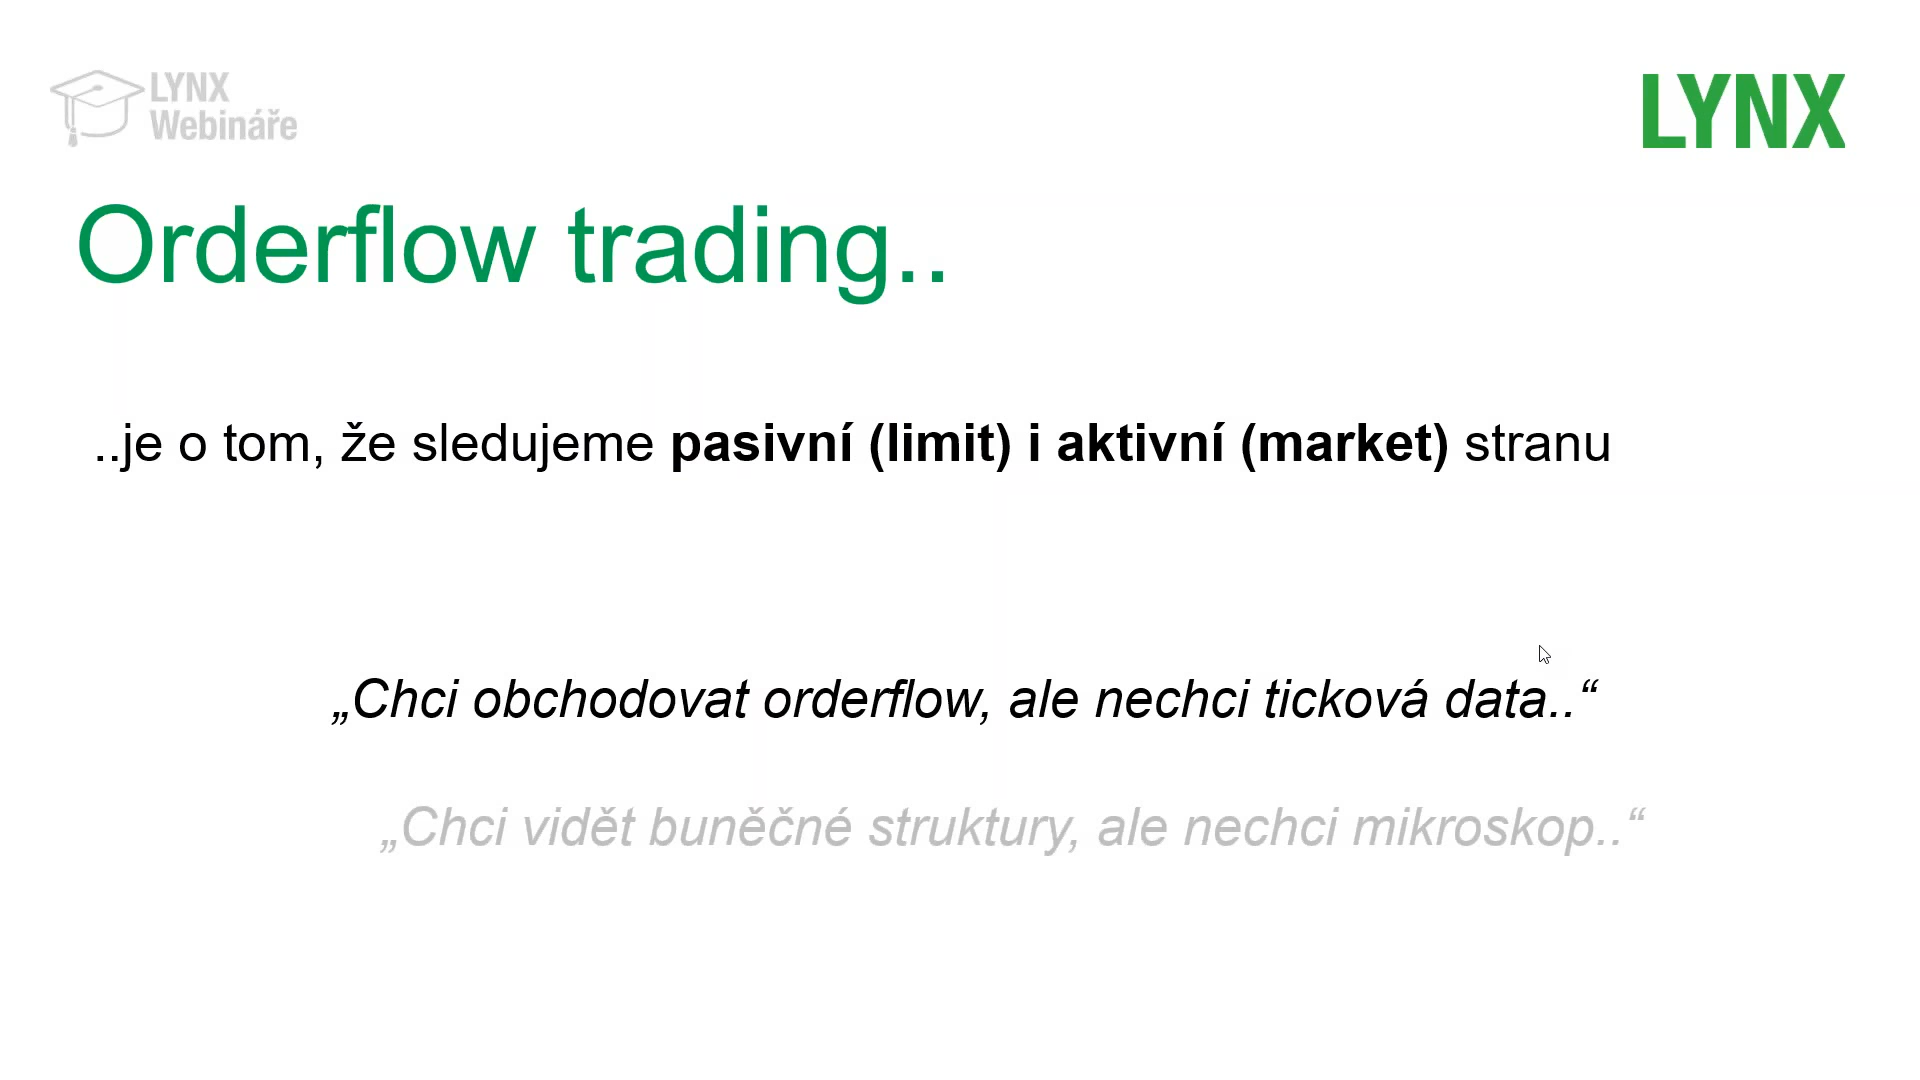 LYNX
Webináře
LYNX
Orderflow trading..
..je o tom, že sledujeme pasivní (limit) i aktivní (market) stranu
„Chci obchodovat orderflow, ale nechci ticková data..“
„Chci vidět buněčné struktury, ale nechci mikroskop..“